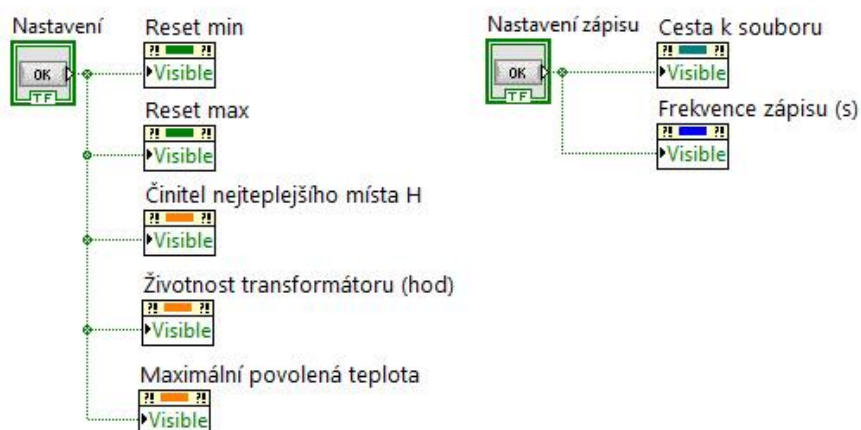 Nastavení
OK
TF
Reset min
?! ?!
Visible
Reset max
?! ?!
Visible
Činitel nejteplejšího místa H
?! ?!
Visible
Životnost transformátoru (hod)
?! ?!
Visible
Maximální povolená teplota
?! ?!
Visible
Nastavení zápisu
OK
TF
Cesta k souboru
?! ?!
Visible
Frekvence zápisu (s)
?! ?!
Visible